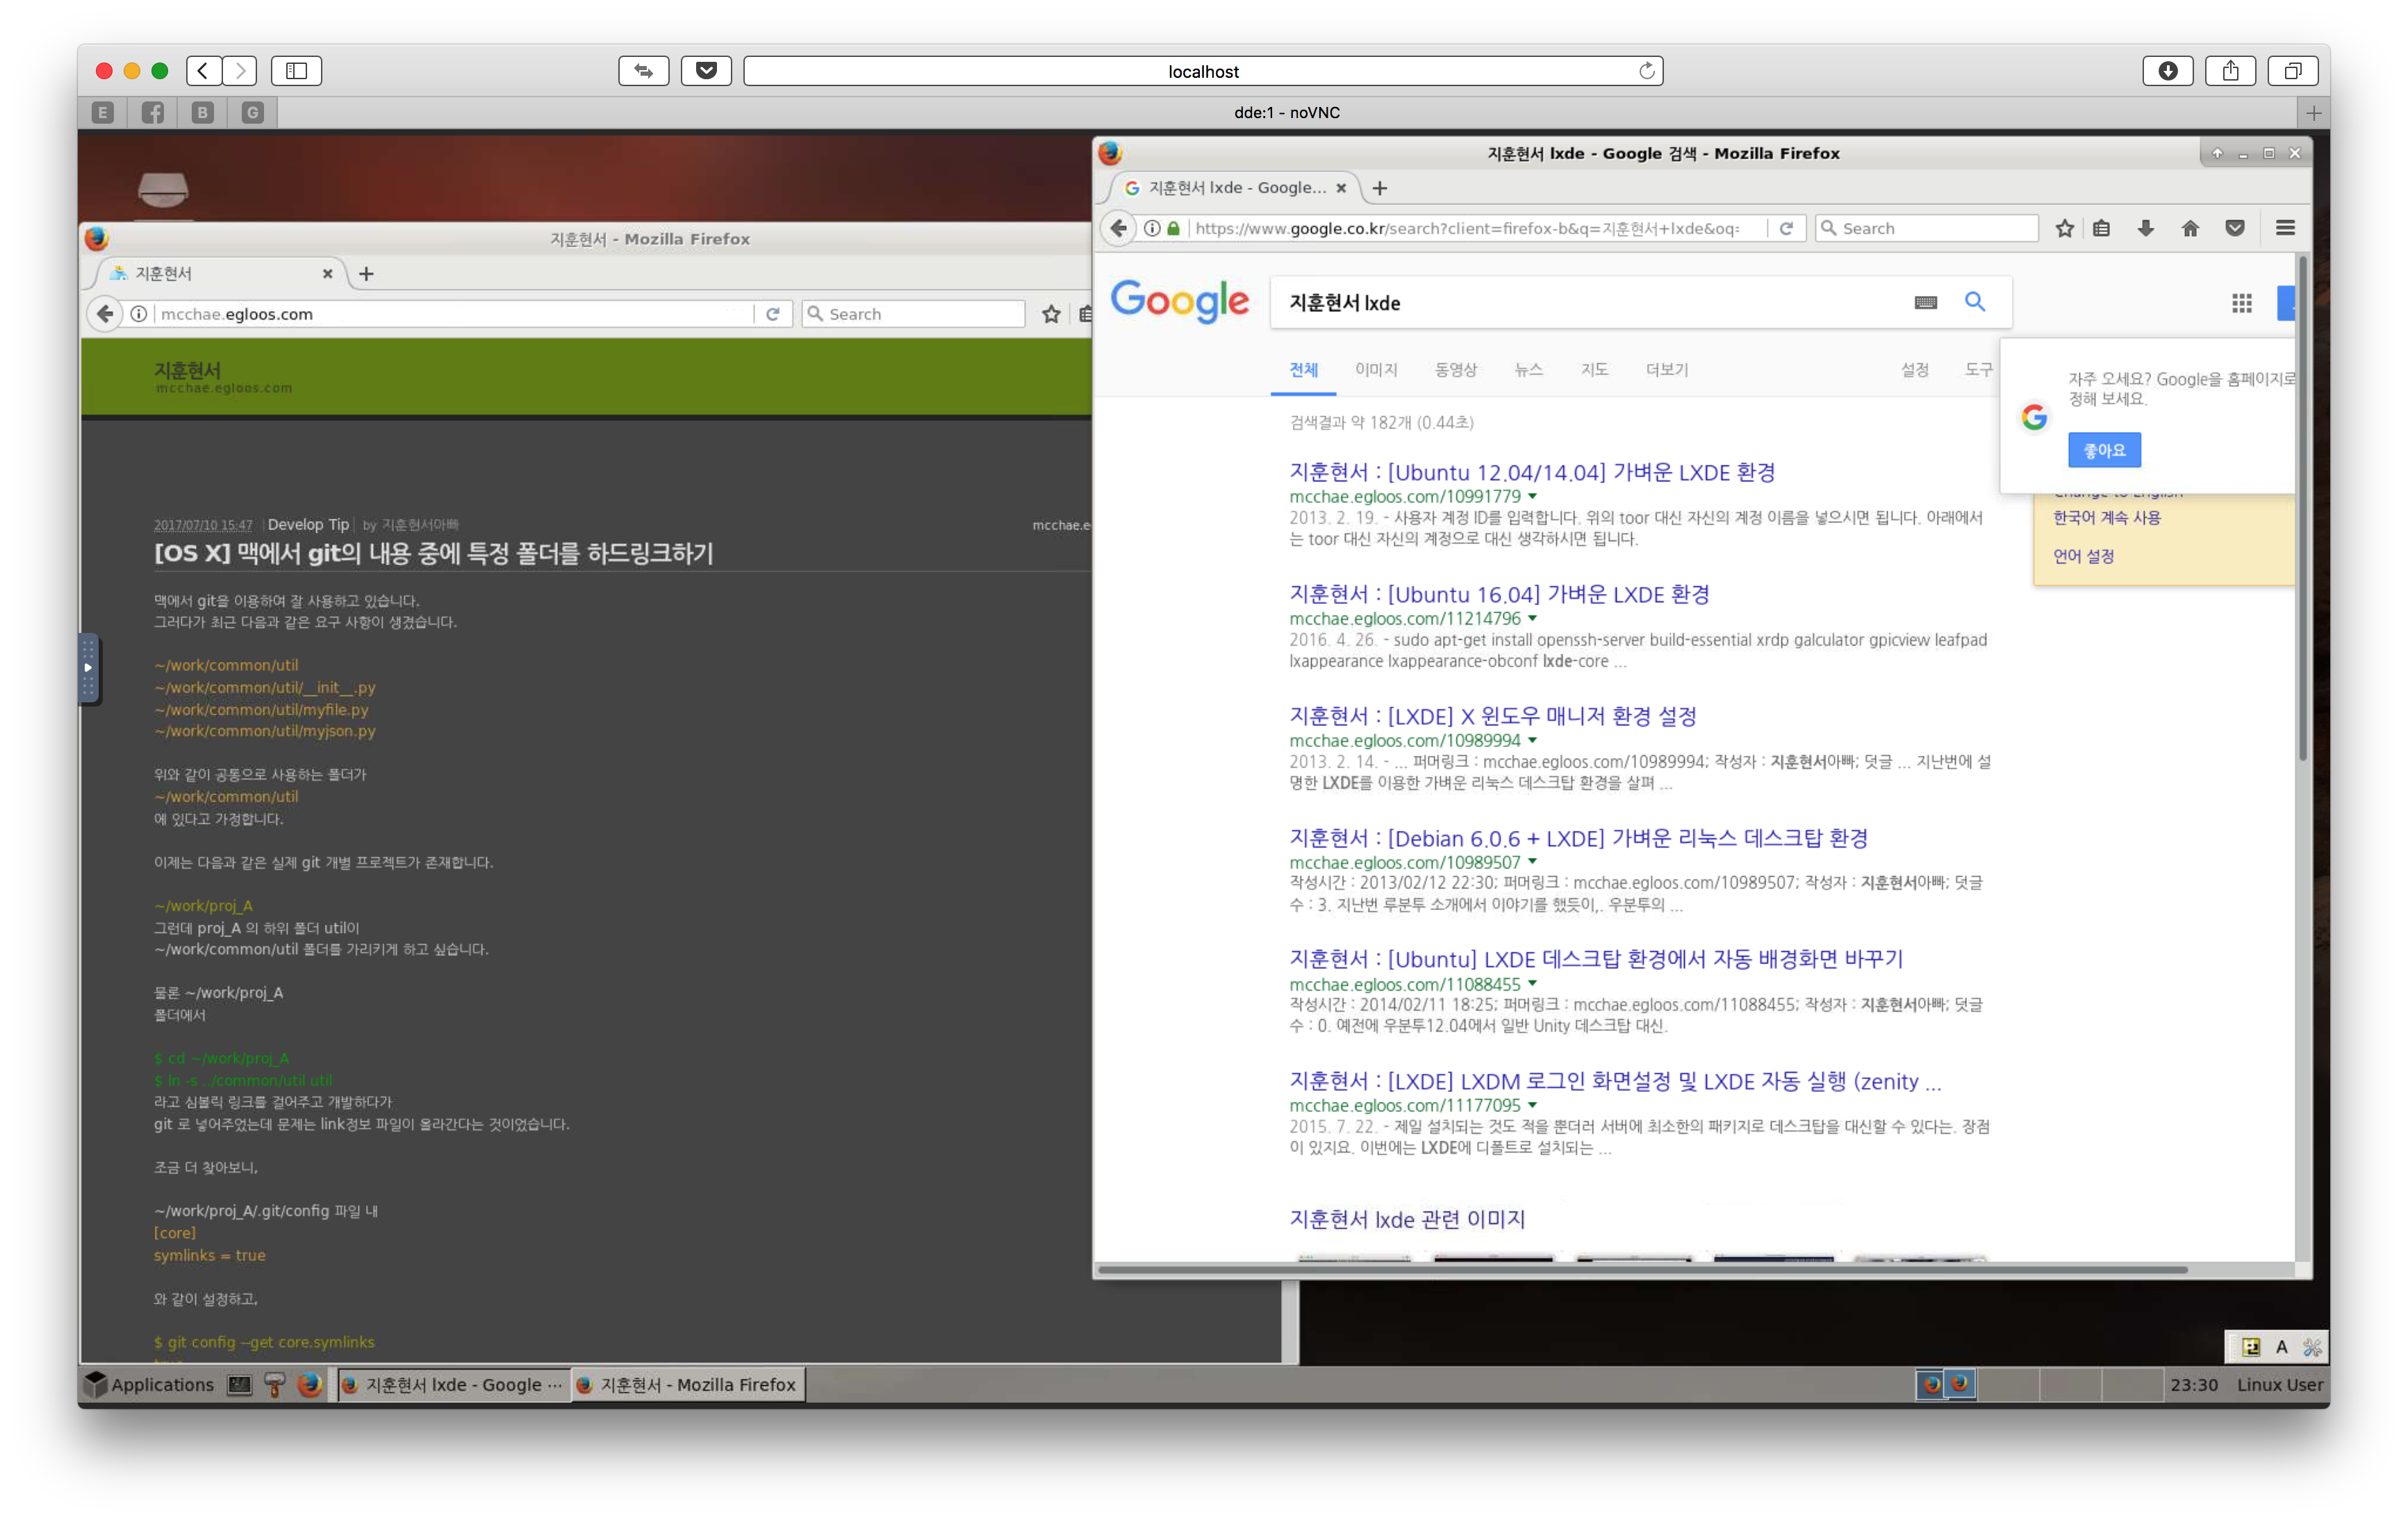 localhost
E
B
G
dde:1 - noVNC
지훈현서 - Mozilla Firefox
지훈현서
mcchae.egloos.com
Search
지훈현서
mcchae.egloos.com
2017/07/10 15:47 | Develop Tip | by 지훈현서아빠
mcchae.e
[OS X] 맥에서 git의 내용 중에 특정 폴더를 하드링크하기
맥에서 git을 이용하여 잘 사용하고 있습니다.
그러다가 최근 다음과 같은 요구 사항이 생겼습니다.
~/work/common/util
~/work/common/util/__init__.py
~/work/common/util/myfile.py
~/work/common/util/myjson.py
위와 같이 공통으로 사용하는 폴더가
~/work/common/util
에 있다고 가정합니다.
이제는 다음과 같은 실제 git 개별 프로젝트가 존재합니다.
~/work/proj_A
그런데 proj_A 의 하위 폴더 util이
~/work/common/util 폴더를 가리키게 하고 싶습니다.
물론 ~/work/proj_A
폴더에서
$ cd ~/work/proj_A
$ ln -s ../common/util util
라고 심볼릭 링크를 걸어주고 개발하다가
git 로 넣어주었는데 문제는 link정보 파일이 올라간다는 것이었습니다.
조금 더 찾아보니,
~/work/proj_A/.git/config 파일 내
[core]
symlinks = true
와 같이 설정하고,
$ git config --get core.symlinks
지훈현서 lxde - Google 검색 - Mozilla Firefox
지훈현서 lxde - Google...
https://www.google.co.kr/search?client=firefox-b&q=지훈현서+lxde&oq=
Search
Google
지훈현서 lxde
전체 이미지 동영상 뉴스 지도 더보기 설정 도구
자주 오세요? Google을 홈페이지로
정해 보세요.
좋아요
Change to English
한국어 계속 사용
언어 설정
검색결과 약 182개 (0.44초)
지훈현서 : [Ubuntu 12.04/14.04] 가벼운 LXDE 환경
mcchae.egloos.com/10991779
2013. 2. 19. - 사용자 계정 ID를 입력합니다. 위의 toor 대신 자신의 계정 이름을 넣으시면 됩니다. 아래에서
는 toor 대신 자신의 계정으로 대신 생각하시면 됩니다.
지훈현서 : [Ubuntu 16.04] 가벼운 LXDE 환경
mcchae.egloos.com/11214796
2016. 4. 26. - sudo apt-get install openssh-server build-essential xrdp galculator gpicview leafpad
lxappearance lxappearance-obconf lxde-core ...
지훈현서 : [LXDE] X 윈도우 매니저 환경 설정
mcchae.egloos.com/10989994
2013. 2. 14. - ... 퍼머링크 : mcchae.egloos.com/10989994; 작성자 : 지훈현서아빠; 덧글 ... 지난번에 설
명한 LXDE를 이용한 가벼운 리눅스 데스크탑 환경을 살펴 ...
지훈현서 : [Debian 6.0.6 + LXDE] 가벼운 리눅스 데스크탑 환경
mcchae.egloos.com/10989507
작성시간 : 2013/02/12 22:30; 퍼머링크 : mcchae.egloos.com/10989507; 작성자 : 지훈현서아빠; 덧글
수 : 3. 지난번 루분투 소개에서 이야기를 했듯이,. 우분투의 ...
지훈현서 : [Ubuntu] LXDE 데스크탑 환경에서 자동 배경화면 바꾸기
mcchae.egloos.com/11088455
작성시간 : 2014/02/11 18:25; 퍼머링크 : mcchae.egloos.com/11088455; 작성자 : 지훈현서아빠; 덧글
수 : 0. 예전에 우분투12.04에서 일반 Unity 데스크탑 대신.
지훈현서 : [LXDE] LXDM 로그인 화면설정 및 LXDE 자동 실행 (zenity ...
mcchae.egloos.com/11177095
2015. 7. 22. - 제일 설치되는 것도 적을 뿐더러 서버에 최소한의 패키지로 데스크탑을 대신할 수 있다는. 장점
이 있지요. 이번에는 LXDE에 디폴트로 설치되는 ...
지훈현서 lxde 관련 이미지
A
Applications
지훈현서 lxde - Google ...
지훈현서 - Mozilla Firefox
23:30
Linux User